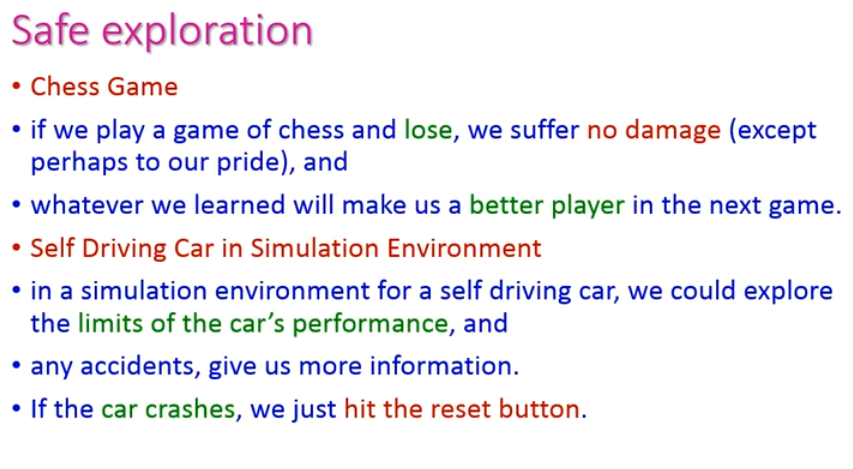 Safe exploration
• Chess Game
• if we play a game of chess and lose, we suffer no damage (except
perhaps to our pride), and
• whatever we learned will make us a better player in the next game.
• Self Driving Car in Simulation Environment
• in a simulation environment for a self driving car, we could explore
the limits of the car’s performance, and
• any accidents, give us more information.
• If the car crashes, we just hit the reset button.